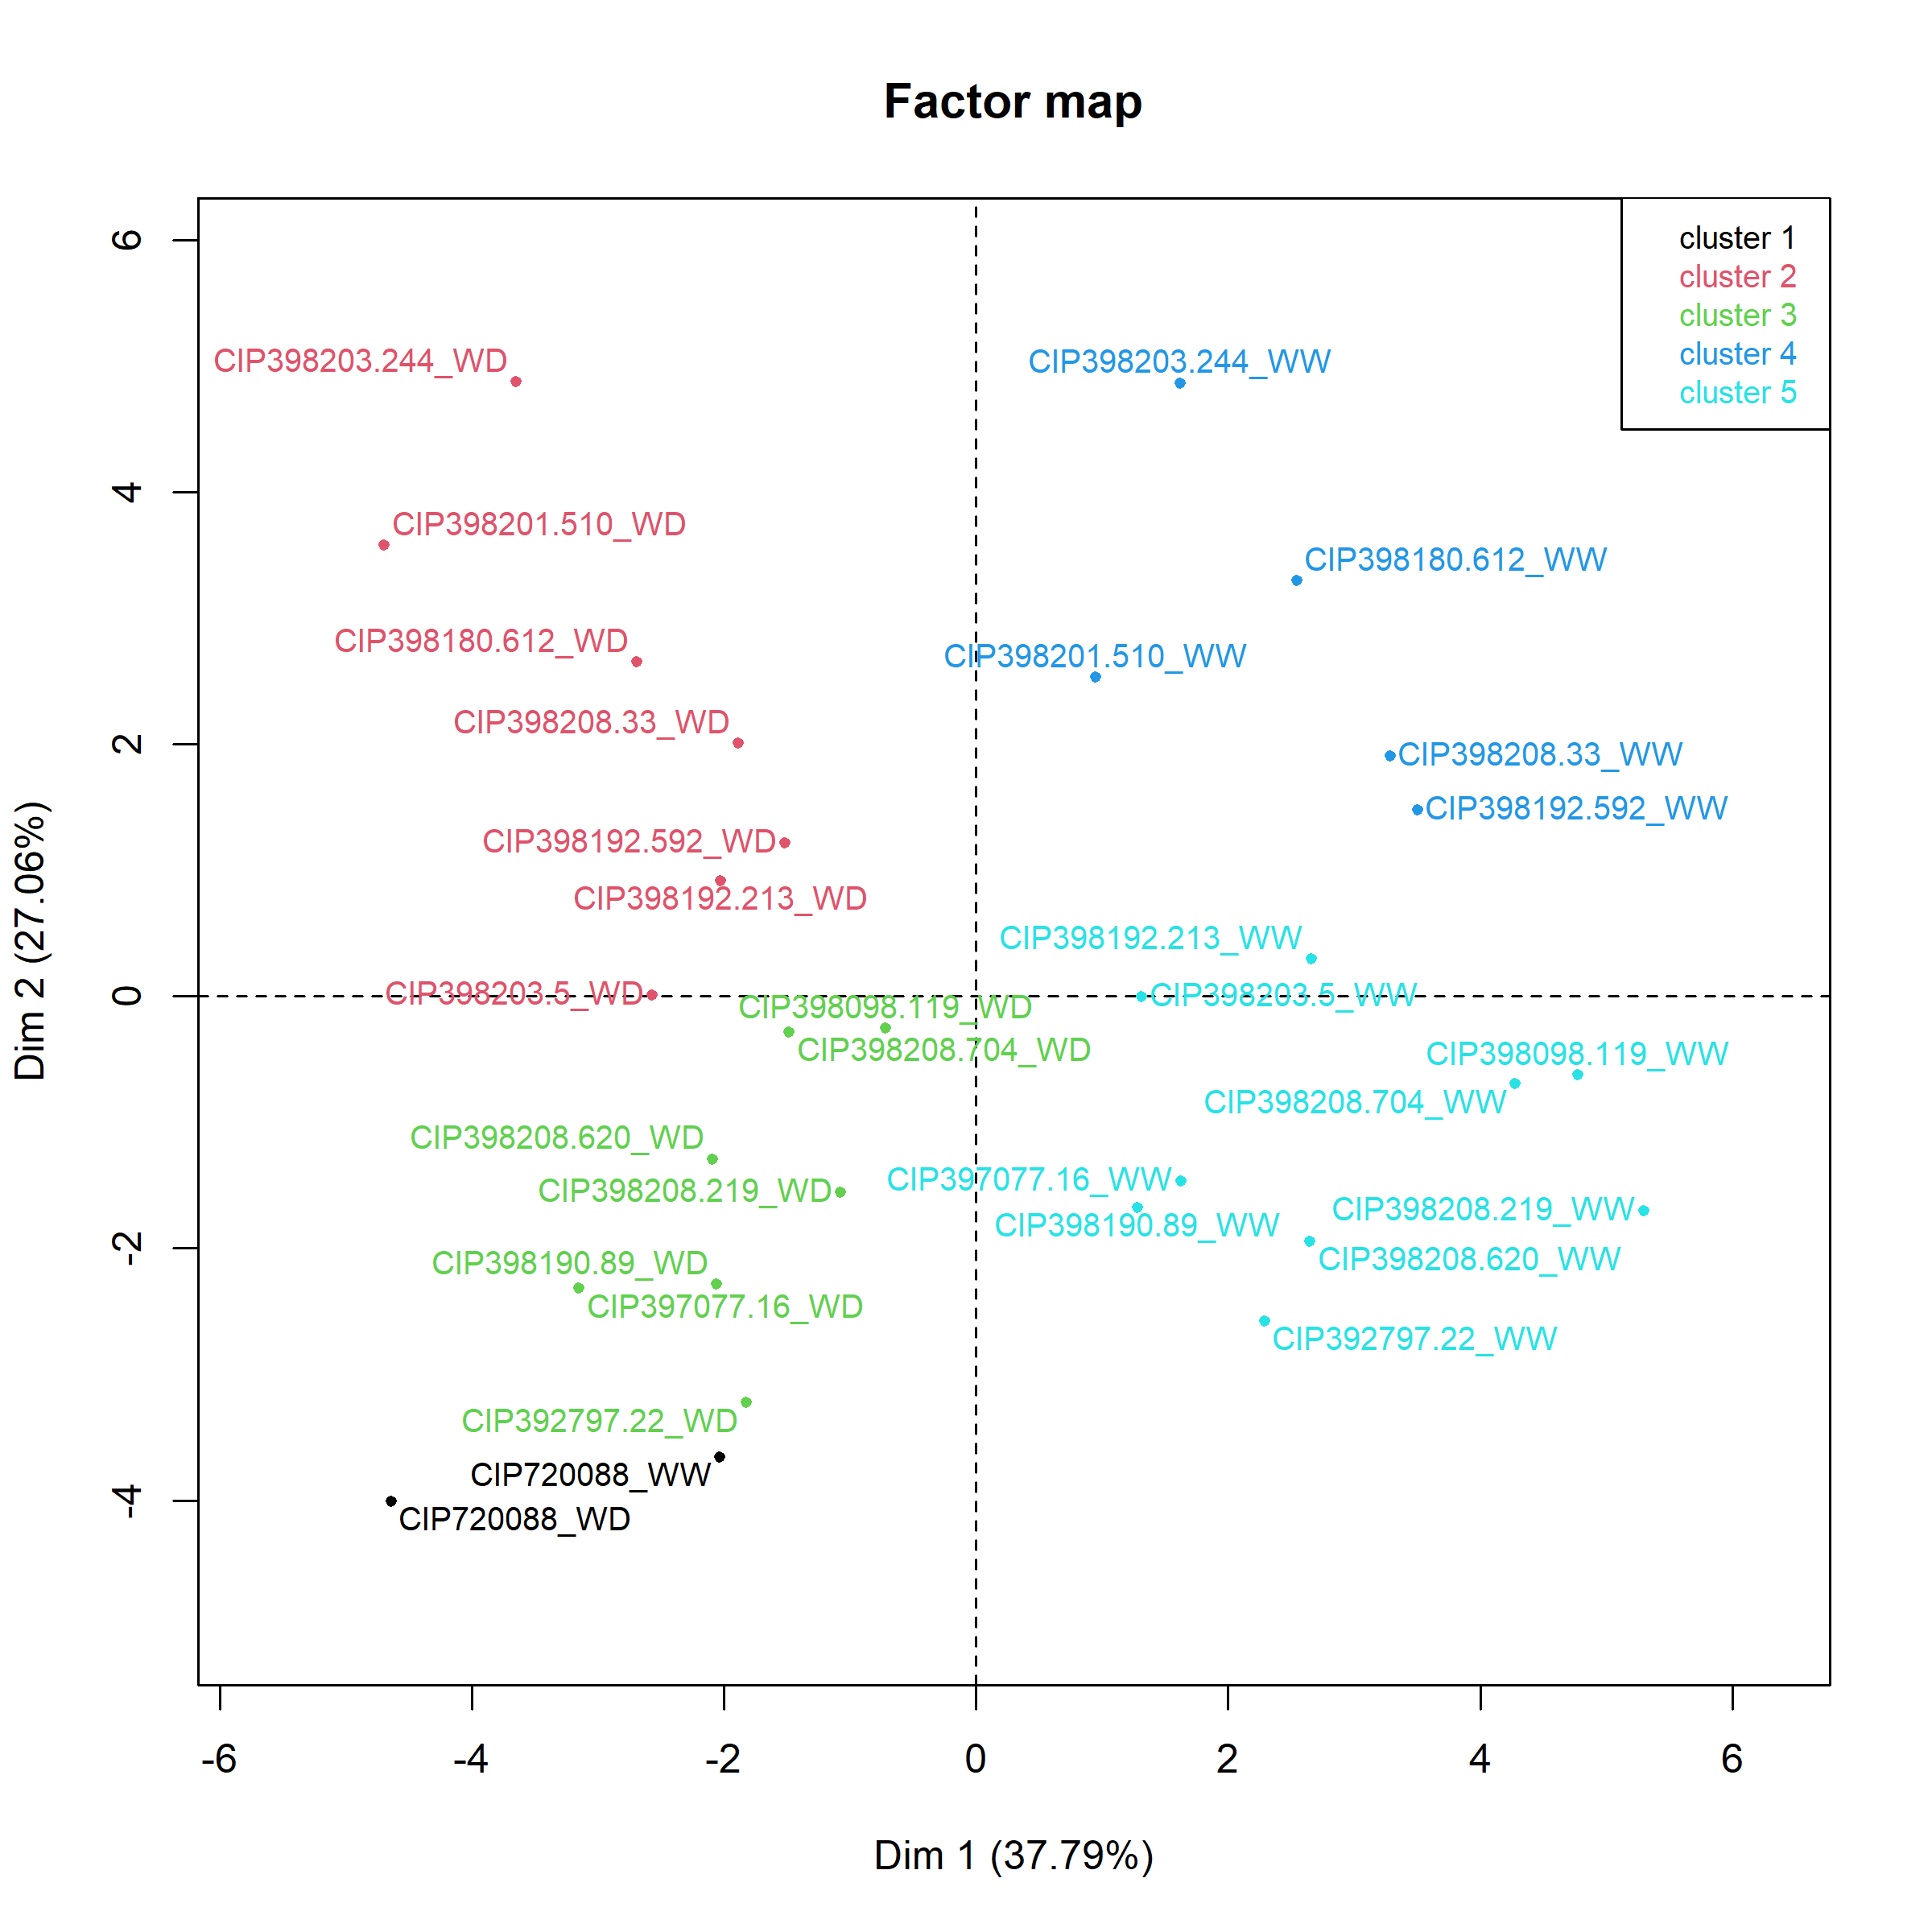 Factor map
6
4
2
0
-2
-4
Dim 2 (27.06%)
cluster 1
cluster 2
cluster 3
cluster 4
cluster 5
CIP398203.244_WD
CIP398203.244_WW
CIP398201.510_WD
CIP398180.612_WW
CIP398180.612_WD
CIP398201.510_WW
CIP398208.33_WD
CIP398208.33_WW
CIP398192.592_WW
CIP398192.592_WD
CIP398192.213_WD
CIP398192.213_WW
CIP398203.5_WD
CIP398203.5_WW
CIP398098.119_WD
CIP398208.704_WD
CIP398098.119_WW
CIP398208.704_WW
CIP398208.620_WD
CIP398208.219_WD
CIP397077.16_WW
CIP398208.219_WW
CIP398190.89_WW
CIP398208.620_WW
CIP398190.89_WD
CIP397077.16_WD
CIP392797.22_WW
CIP392797.22_WD
CIP720088_WW
CIP720088_WD
-6
-4
-2
0
2
4
6
Dim 1 (37.79%)